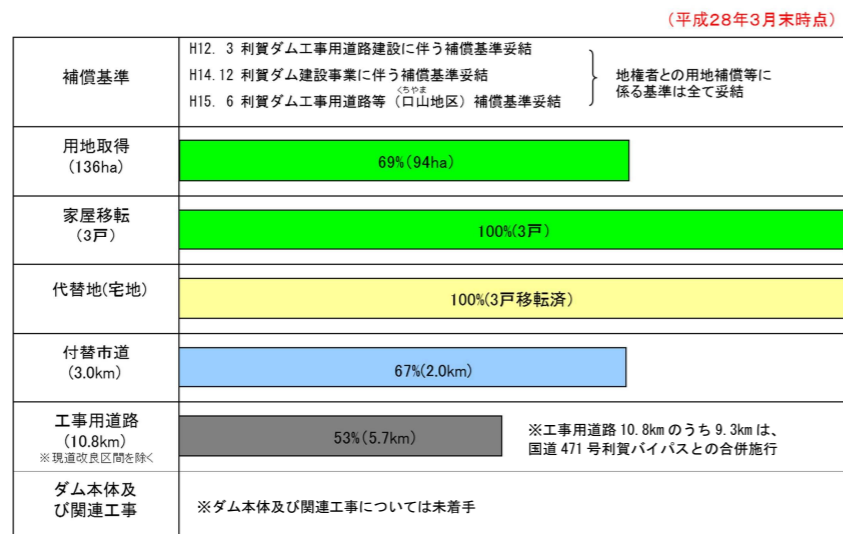 （平成28年3月末時点）
補償基準
H12. 3 利賀ダム工事用道路建設に伴う補償基準妥結
H14.12 利賀ダム建設事業に伴う補償基準妥結
くちやま
H15. 6 利賀ダム工事用道路等（口山地区）補償基準妥結
地権者との用地補償等に
係る基準は全て妥結
用地取得
(136ha)
69%(94ha)
家屋移転
(3戸)
100%(3戸)
代替地(宅地)
100%(3戸移転済)
付替市道
(3.0km)
67%(2.0km)
工事用道路
(10.8km)
※現道改良区間を除く
53%(5.7km)
※工事用道路10.8kmのうち9.3kmは、
国道471号利賀バイパスとの合併施行
ダム本体及
び関連工事
※ダム本体及び関連工事については未着手